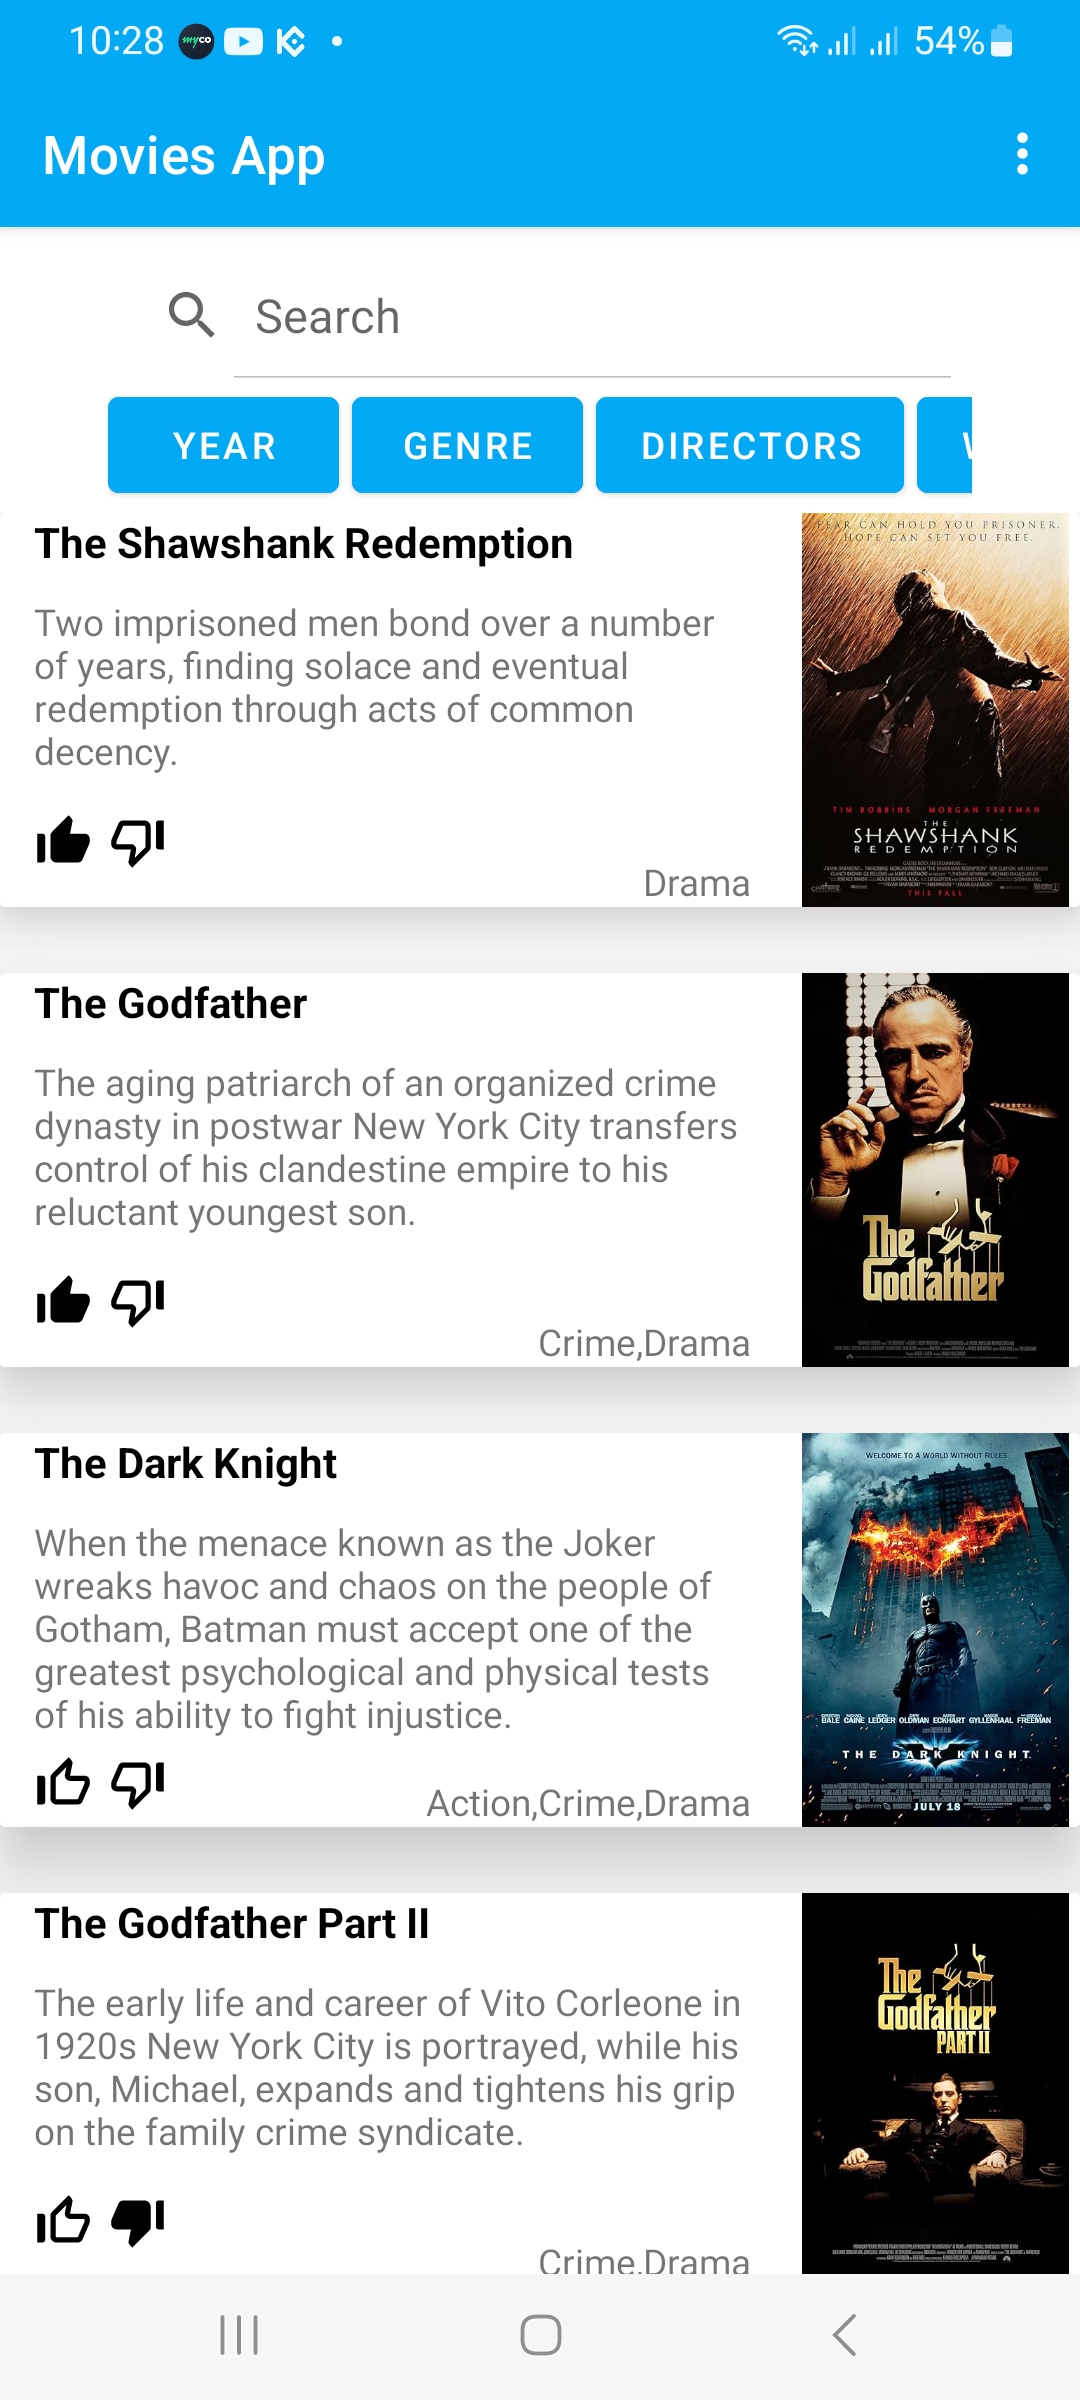 10:28 myco 54%
Movies App
Search
YEAR GENRE DIRECTORS
The Shawshank Redemption
Two imprisoned men bond over a number
of years, finding solace and eventual
redemption through acts of common
decency.
Drama
FEAR CAN HOLD YOU PRISONER.
HOPE CAN SET YOU FREE.
TIM ROBBINS MORGAN FREEMAN
THE
SHAWSHANK
REDEMPTION
THIS FALL
The Godfather
The aging patriarch of an organized crime
dynasty in postwar New York City transfers
control of his clandestine empire to his
reluctant youngest son.
Crime,Drama
The
Godfather
The Dark Knight
When the menace known as the Joker
wreaks havoc and chaos on the people of
Gotham, Batman must accept one of the
greatest psychological and physical tests
of his ability to fight injustice.
Action,Crime,Drama
WELCOME TO A WORLD WITHOUT RULES.
BALE CAINE LEDGER OLDMAN ECKHART GYLLENHAAL FREEMAN
THE DARK KNIGHT
JULY 18
The Godfather Part II
The early life and career of Vito Corleone in
1920s New York City is portrayed, while his
son, Michael, expands and tightens his grip
on the family crime syndicate.
Crime,Drama
The
Godfather
PART II